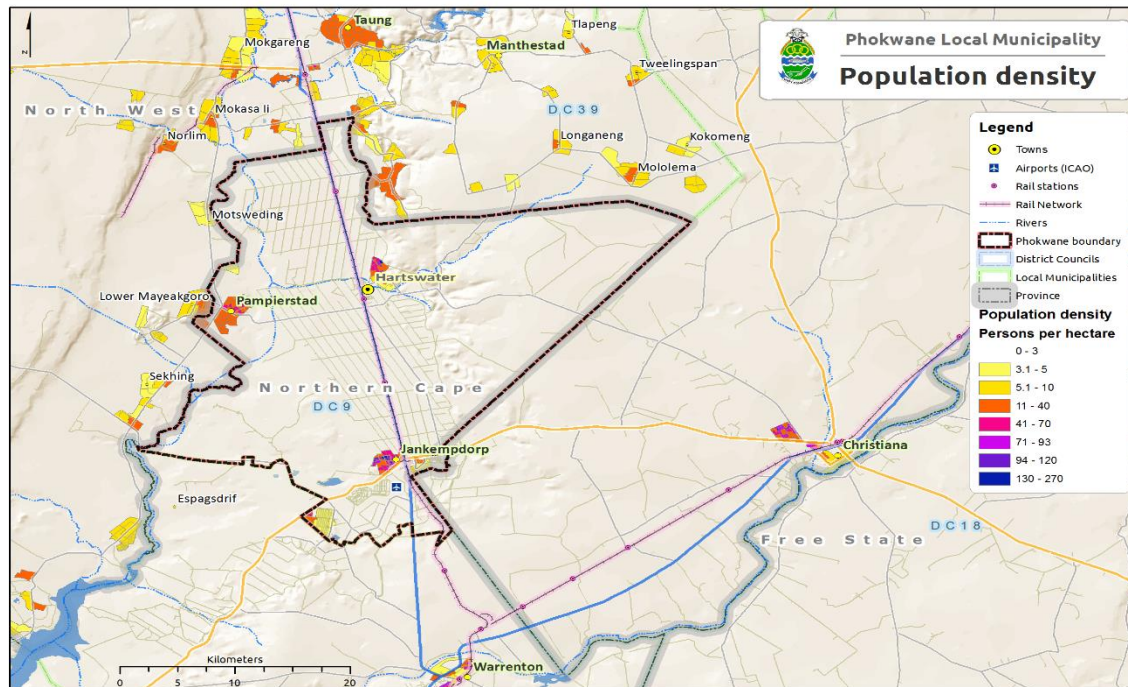 Phokwane Local Municipality
Population density
N
Taung
Tlapeng
Mokgareng
Manthestad
Tweelingspan
North West
Mokasa Ii
DC39
Norlim
Longaneng
Kokomeng
Mololema
Motsweding
Hartswater
Lower Mayeakgoro
Pampierstad
Sekhing
Northern Cape
DC9
Jankempdorp
Christiana
Espagsdrif
DC18
Free State
Warrenton
Kilometers
0 5 10 20
Legend
Towns
Airports (ICAO)
Rail stations
Rail Network
Rivers
Phokwane boundary
District Councils
Local Municipalities
Province
Population density
Persons per hectare
0 - 3
3.1 - 5
5.1 - 10
11 - 40
41 - 70
71 - 93
94 - 120
130 - 270